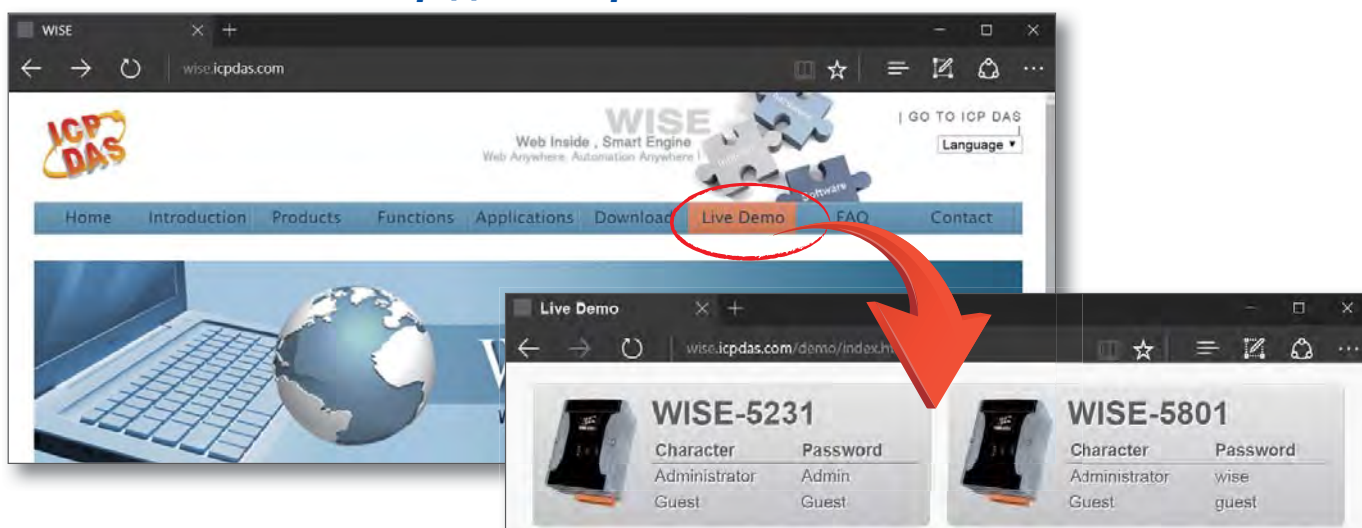 WISE
wise.icpdas.com
ICP
DAS
WISE
Web Inside , Smart Engine
Web Anywhere, Automation Anywhere !
Software
| GO TO ICP DAS
|
Language
Home Introduction Products Functions Applications Download Live Demo FAQ Contact
W
Live Demo
wise.icpdas.com/demo/index.h
WISE-5231
Character Password
Administrator Admin
Guest Guest
WISE-5801
Character Password
Administrator wise
Guest guest